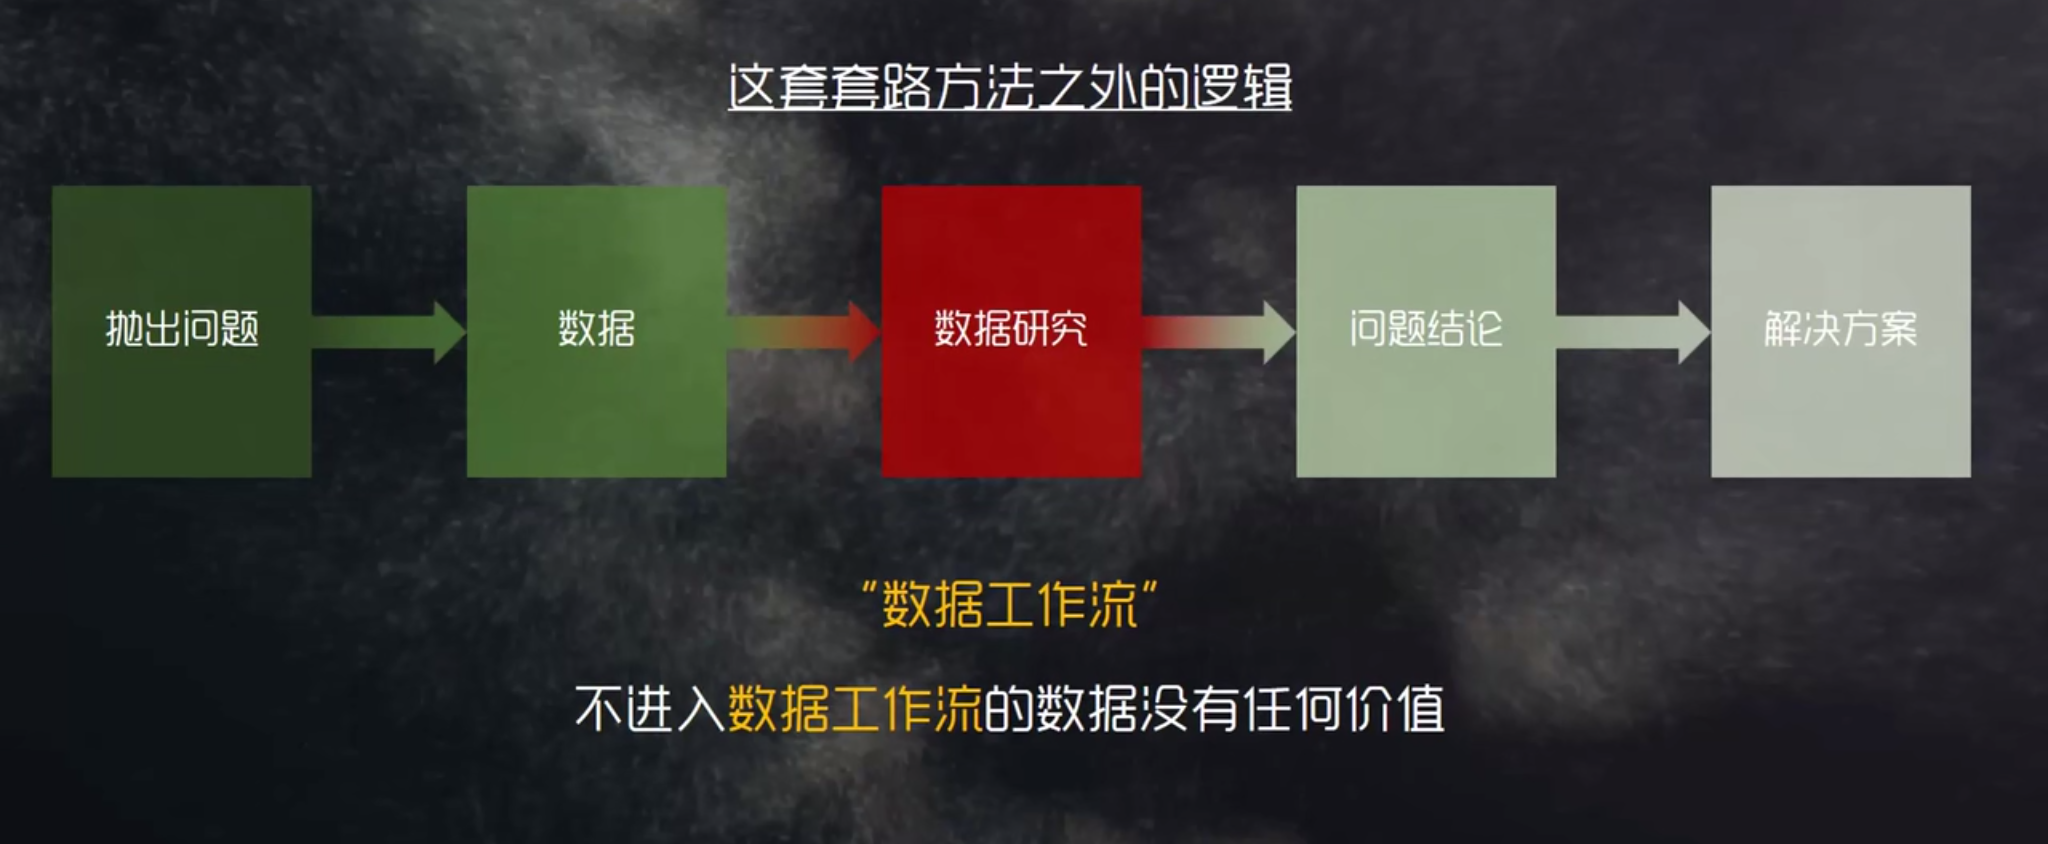 这套套路方法之外的逻辑
抛出问题
数据
数据研究
问题结论
解决方案
“数据工作流”
不进入数据工作流的数据没有任何价值